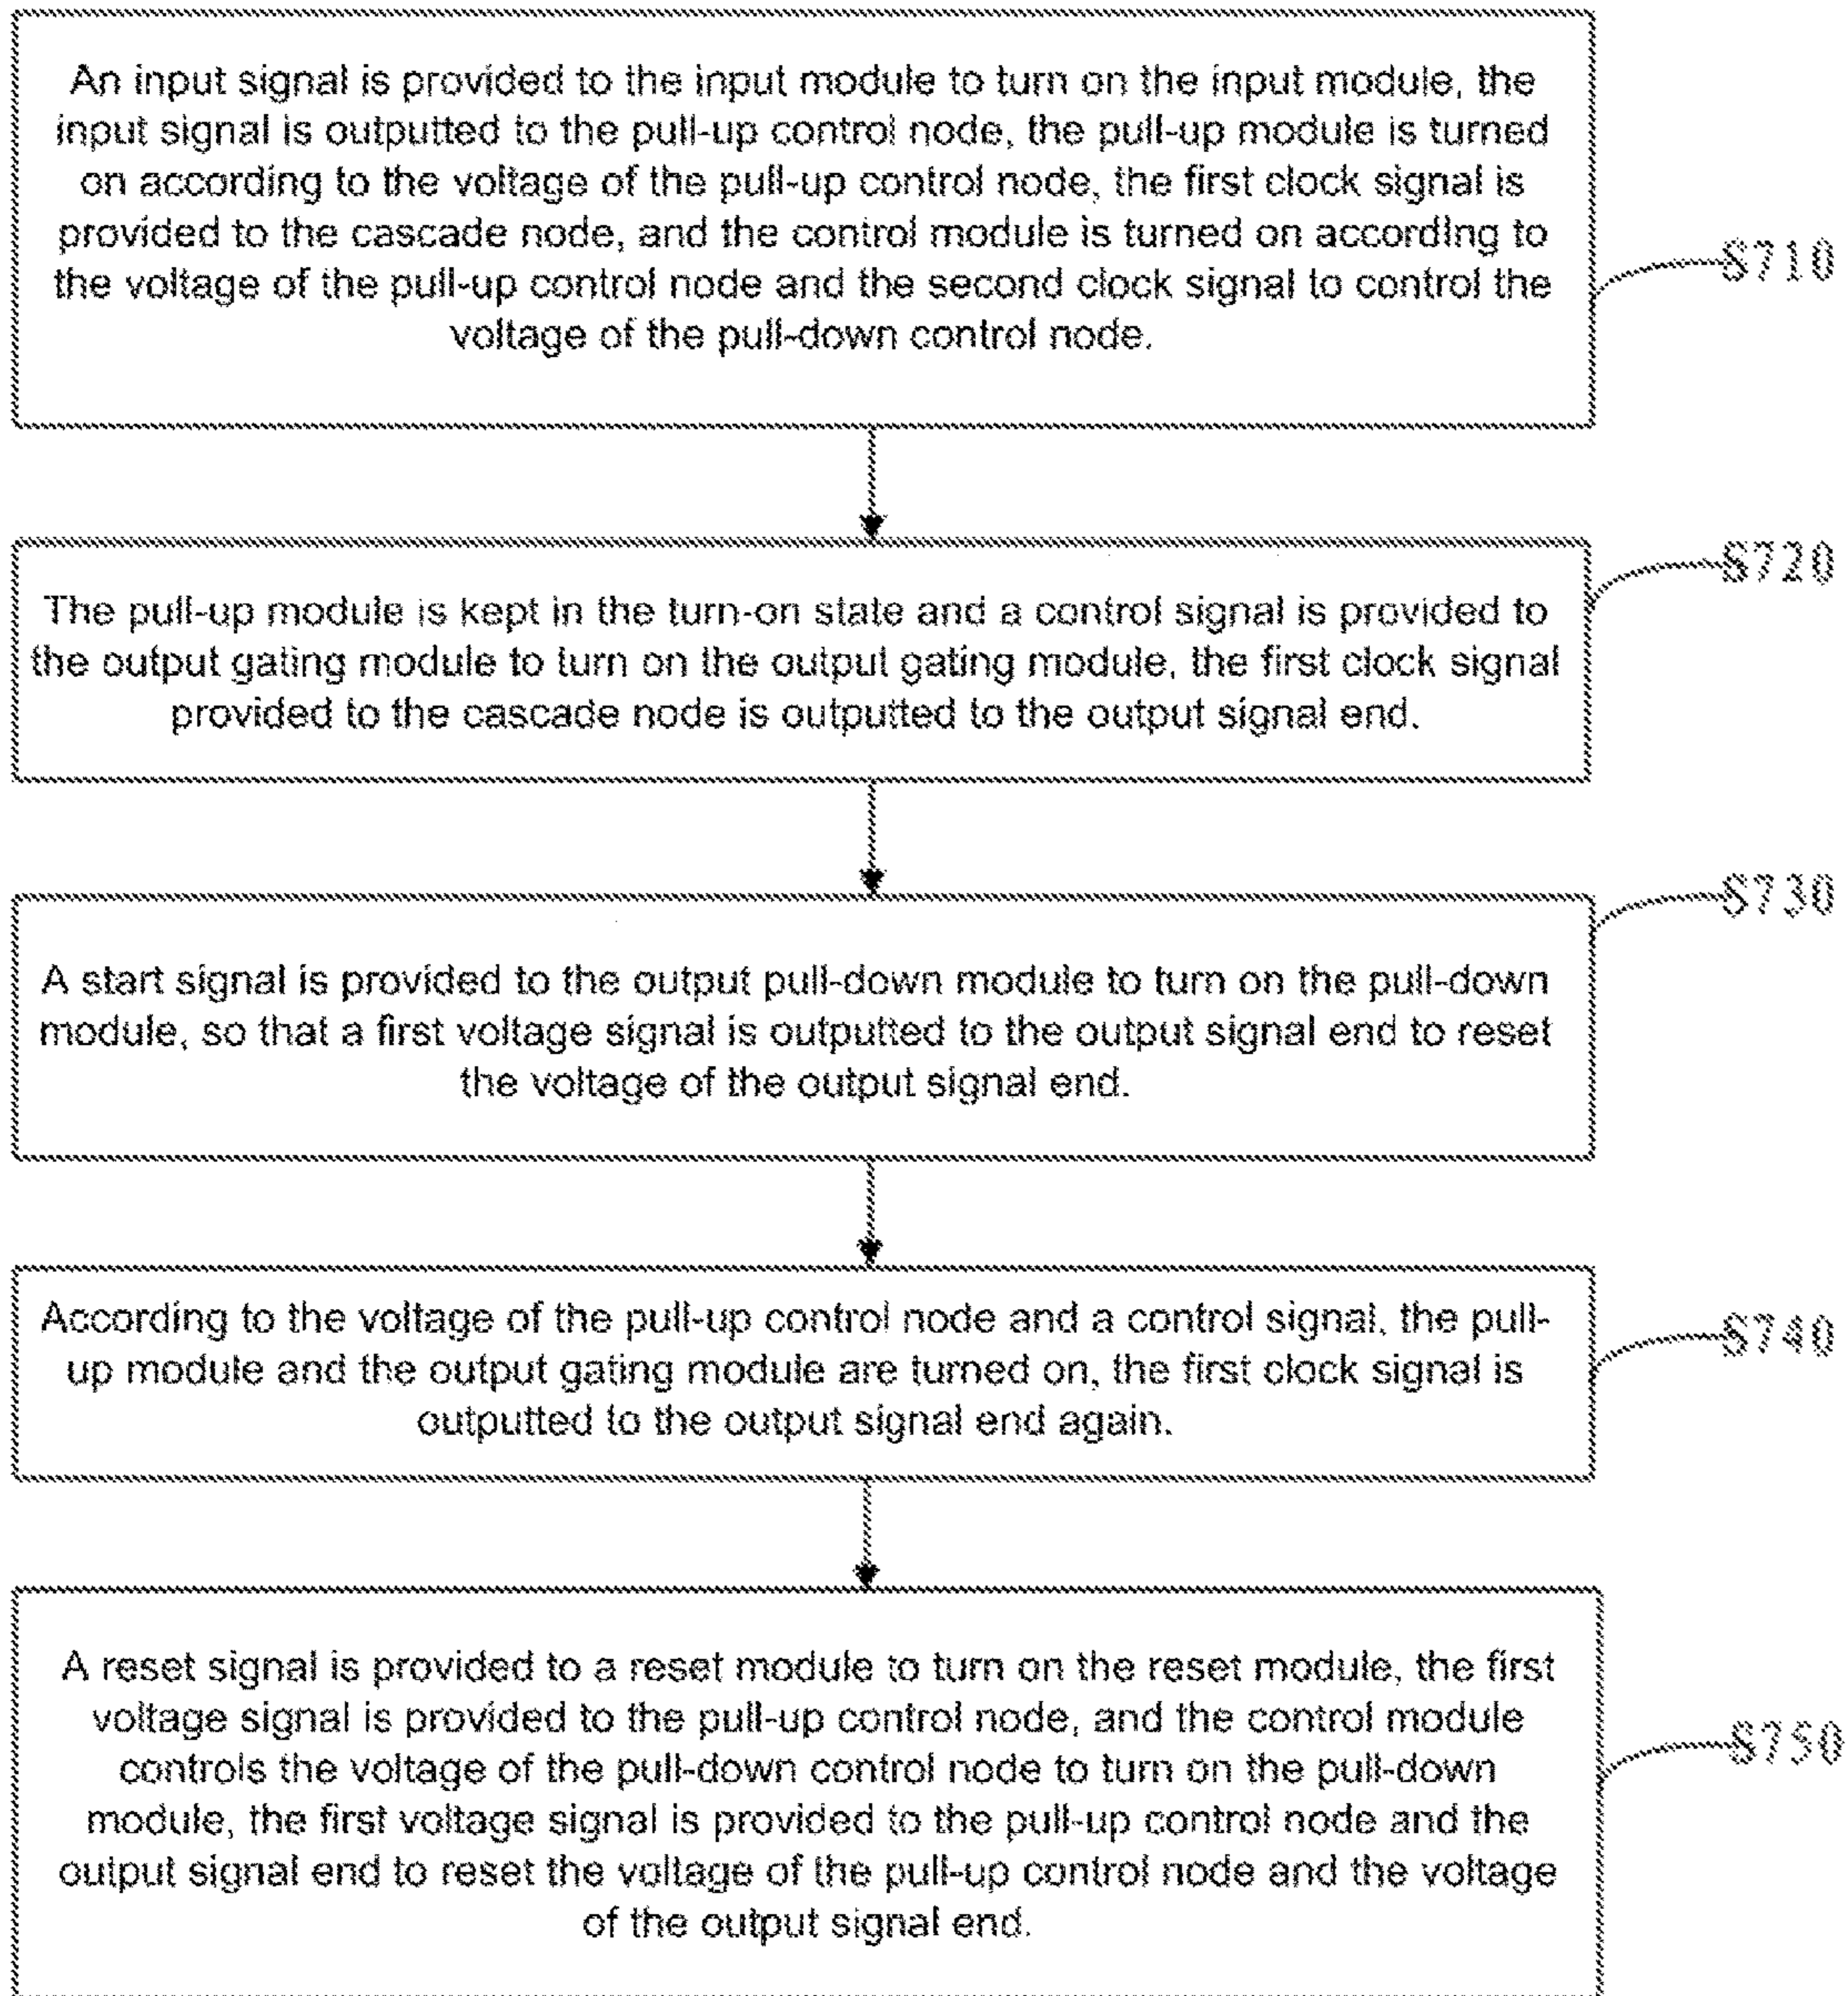 An input signal is provided to the input module to turn on the input module, the
input signal is outputted to the pull-up control node, the pull-up module is turned
on according to the voltage of the pull-up control node, the first clock signal is
provided to the cascade node, and the control module is turned on according to
the voltage of the pull-up control node and the second clock signal to control the
voltage of the pull-down control node.
S710
S720
The pull-up module is kept in the turn-on state and a control signal is provided to
the output gating module to turn on the output gating module, the first clock signal
provided to the cascade node is outputted to the output signal end.
S730
A start signal is provided to the output pull-down module to turn on the pull-down
module, so that a first voltage signal is outputted to the output signal end to reset
the voltage of the output signal end.
According to the voltage of the pull-up control node and a control signal, the pull-
up module and the output gating module are turned on, the first clock signal is
outputted to the output signal end again.
S740
A reset signal is provided to a reset module to turn on the reset module, the first
voltage signal is provided to the pull-up control node, and the control module
controls the voltage of the pull-down control node to turn on the pull-down
module, the first voltage signal is provided to the pull-up control node and the
output signal end to reset the voltage of the pull-up control node and the voltage
of the output signal end.
S750